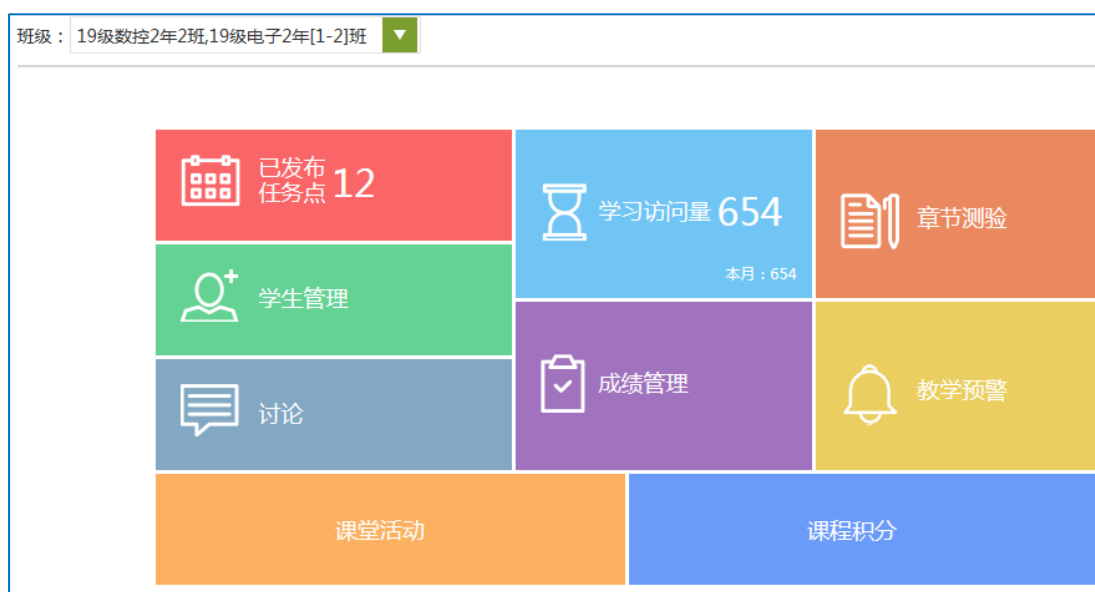 班级：19级数控2年2班,19级电子2年[1-2]班
已发布
任务点 12
学习访问量 654
本月：654
章节测验
学生管理
讨论
成绩管理
教学预警
课堂活动
课程积分